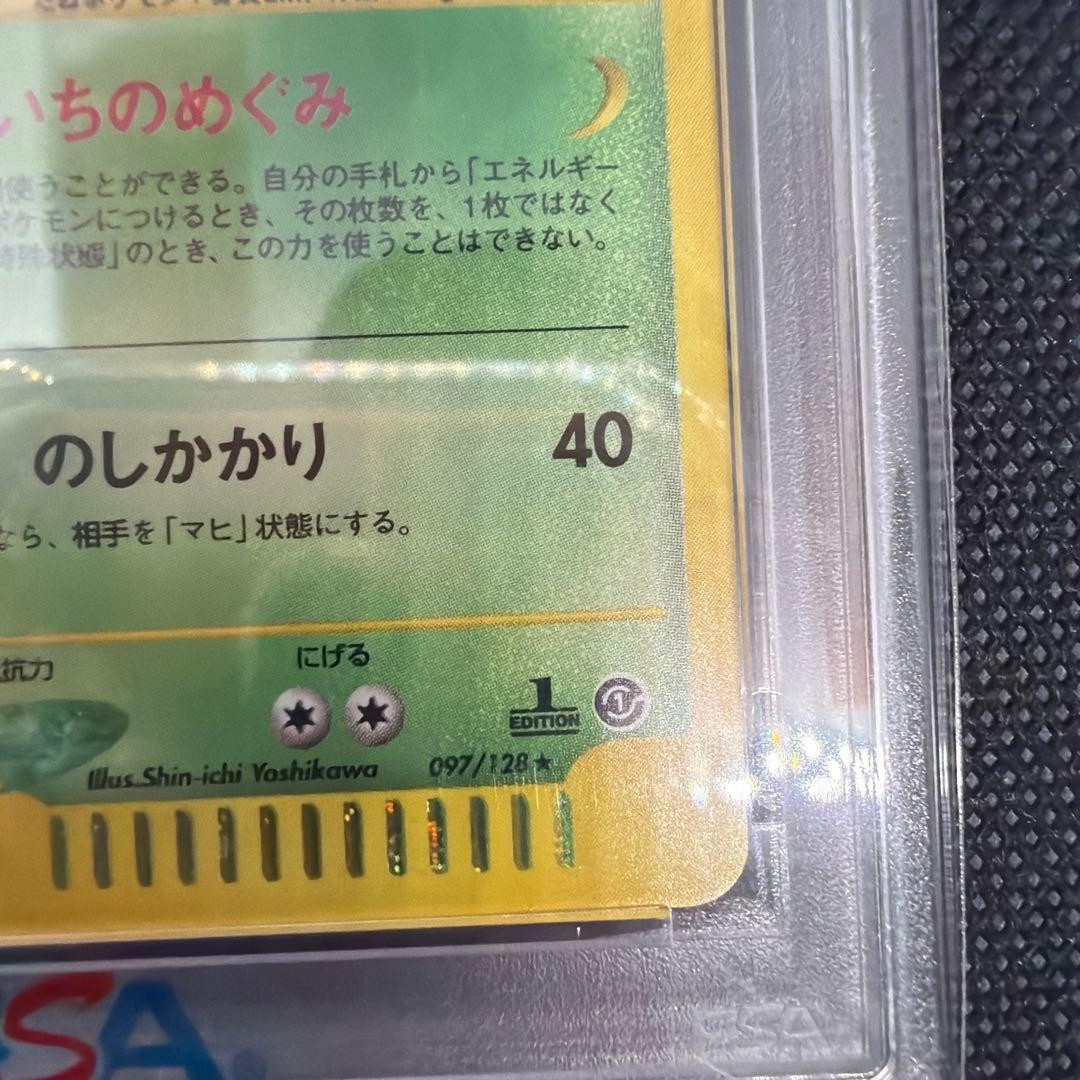 いちのめぐみ
使うことができる。自分の手札から「エネルギー
ポケモンにつけるとき、その枚数を、1枚ではなく
特殊状態」のとき、この力を使うことはできない。
のしかかり 40
なら、相手を「マヒ」状態にする。
抗力 にげる
1 EDITION
Illus. Shin-ichi Yoshikawa 097/128 ★
PSA®
PSA